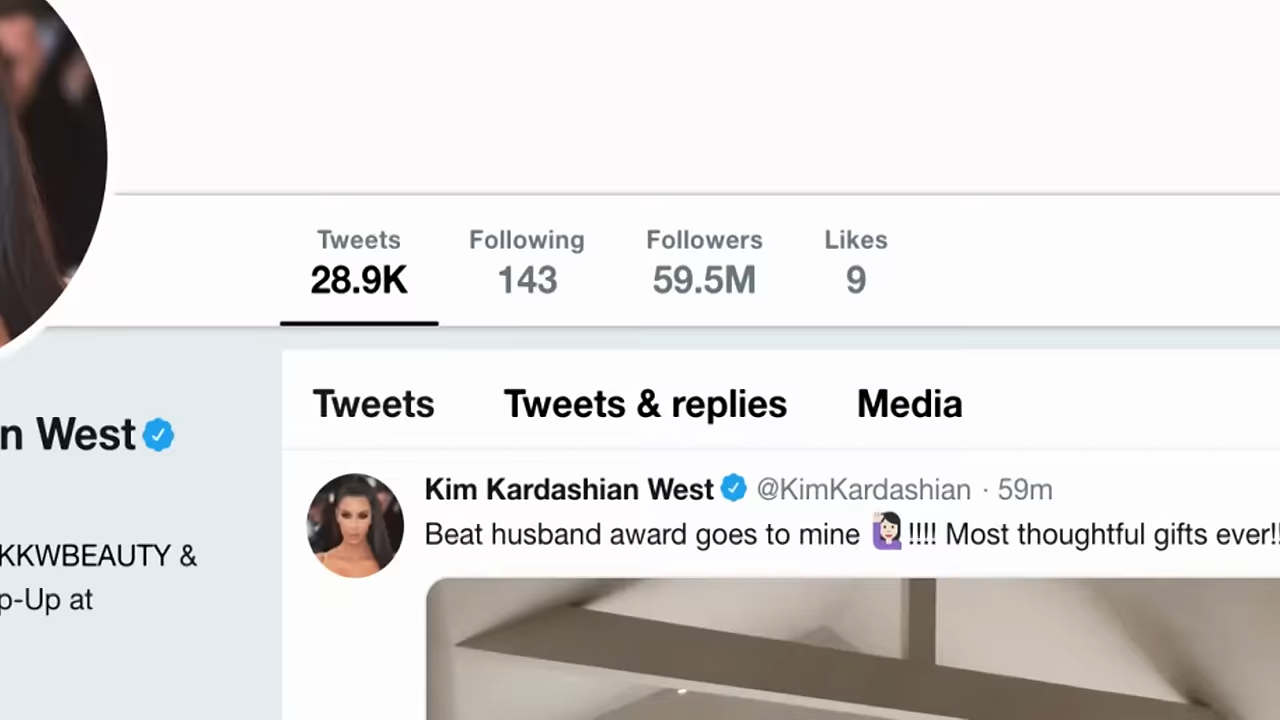 Tweets Following Followers Likes
28.9K 143 59.5M 9
Tweets Tweets & replies Media
n West
Kim Kardashian West @KimKardashian · 59m
Beat husband award goes to mine 🙋🏻‍♀️!!!! Most thoughtful gifts ever!!
KKWBEAUTY &
p-Up at